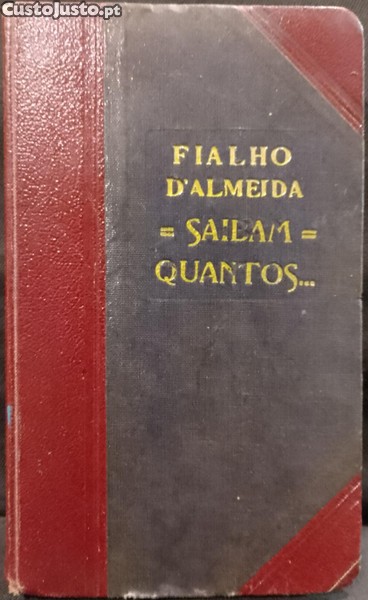 CustoJusto.pt
FIALHO
D'ALMEIDA
= SAIBAM =
QUANTOS...